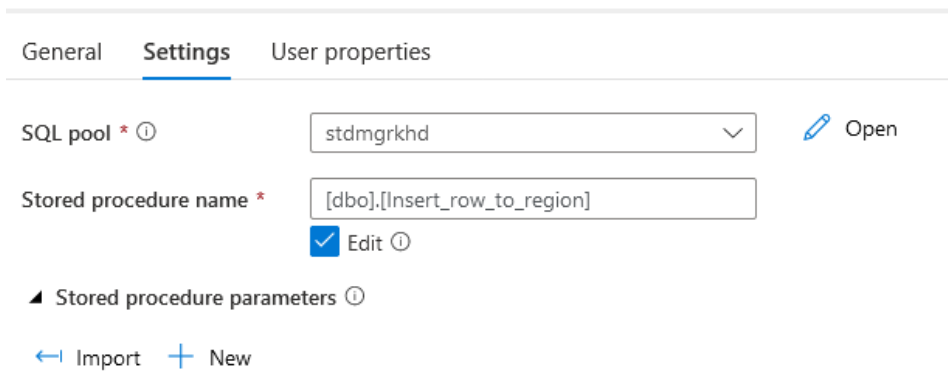 General Settings User properties
SQL pool * stdmgrkhd Open
Stored procedure name * [dbo].[Insert_row_to_region]
Edit
Stored procedure parameters
Import New